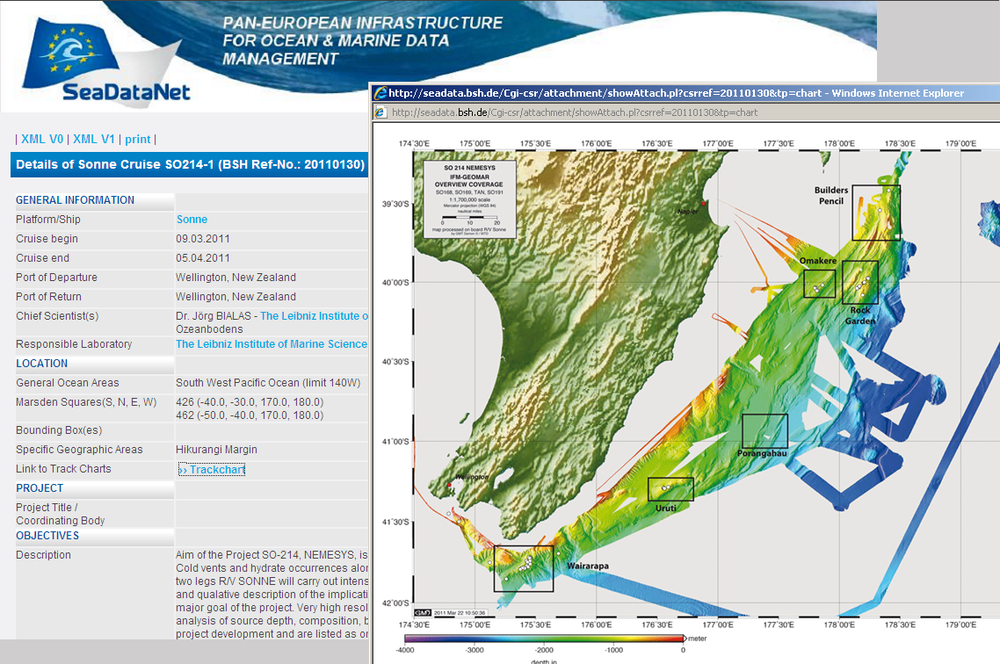 PAN-EUROPEAN INFRASTRUCTURE
FOR OCEAN & MARINE DATA
MANAGEMENT
SeaDataNet
| XML V0 | XML V1 | print |
Details of Sonne Cruise SO214-1 (BSH Ref-No.: 20110130)
GENERAL INFORMATION
Platform/Ship Sonne
Cruise begin 09.03.2011
Cruise end 05.04.2011
Port of Departure Wellington, New Zealand
Port of Return Wellington, New Zealand
Chief Scientist(s) Dr. Jörg BIALAS - The Leibniz Institute o
Ozeanbodens
Responsible Laboratory The Leibniz Institute of Marine Science
LOCATION
General Ocean Areas South West Pacific Ocean (limit 140W)
Marsden Squares(S, N, E, W) 426 (-40.0, -30.0, 170.0, 180.0)
462 (-50.0, -40.0, 170.0, 180.0)
Bounding Box(es)
Specific Geographic Areas Hikurangi Margin
Link to Track Charts ›› Trackchart
PROJECT
Project Title /
Coordinating Body
OBJECTIVES
Description Aim of the Project SO-214, NEMESYS, is
Cold vents and hydrate occurrences alor
two legs R/V SONNE will carry out intens
and qualative description of the implicati
major goal of the project. Very high resol
analysis of source depth, composition, b
project development and are listed as or
http://seadata.bsh.de/Cgi-csr/attachment/showAttach.pl?csrref=20110130&tp=chart - Windows Internet Explorer
http://seadata.bsh.de/Cgi-csr/attachment/showAttach.pl?csrref=20110130&tp=chart
174°30'E 175°00'E 175°30'E 176°00'E 176°30'E 177°00'E 177°30'E 178°00'E 178°30'E 179°00'E
SO 214 NEMESYS
IFM-GEOMAR
OVERVIEW COVERAGE
SO168, SO169, TAN, SO191
1:1,700,000 scale
Mercator projection (WGS 84)
nautical miles
0 10 20
map processed on board R/V Sonne
Builders
Pencil
39°30'S
Napier
Omakere
40°00'S
Rock
Garden
40°30'S
41°00'S
Porangahau
Wellington
Uruti
41°30'S
Wairarapa
42°00'S
GMD 2011 Mar 22 10:50:36
174°30'E 175°00'E 175°30'E 176°00'E 176°30'E 177°00'E 177°30'E 178°00'E 178°30'E 179°00'E
meter
-4000 -3000 -2000 -1000 0
depth in